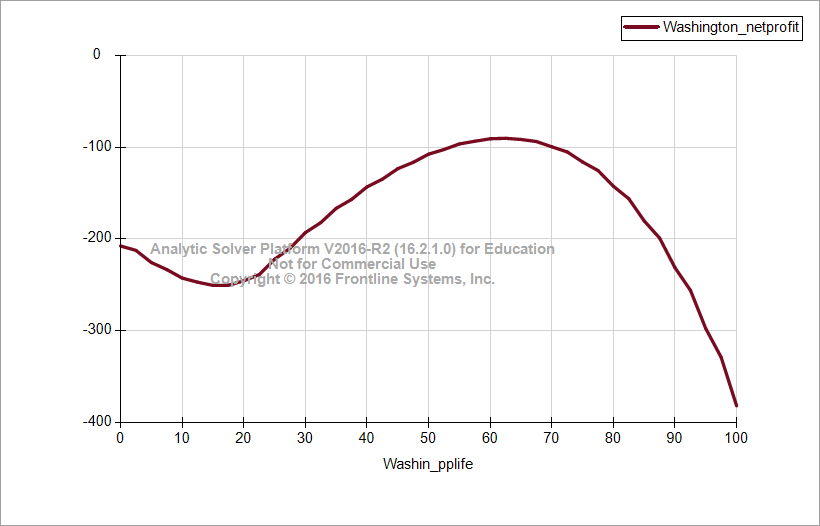 Washington_netprofit
0
-100
-200
Analytic Solver Platform V2016-R2 (16.2.1.0) for Education
Not for Commercial Use
Copyright © 2016 Frontline Systems, Inc.
-300
-400
0 10 20 30 40 50 60 70 80 90 100
Washin_pplife